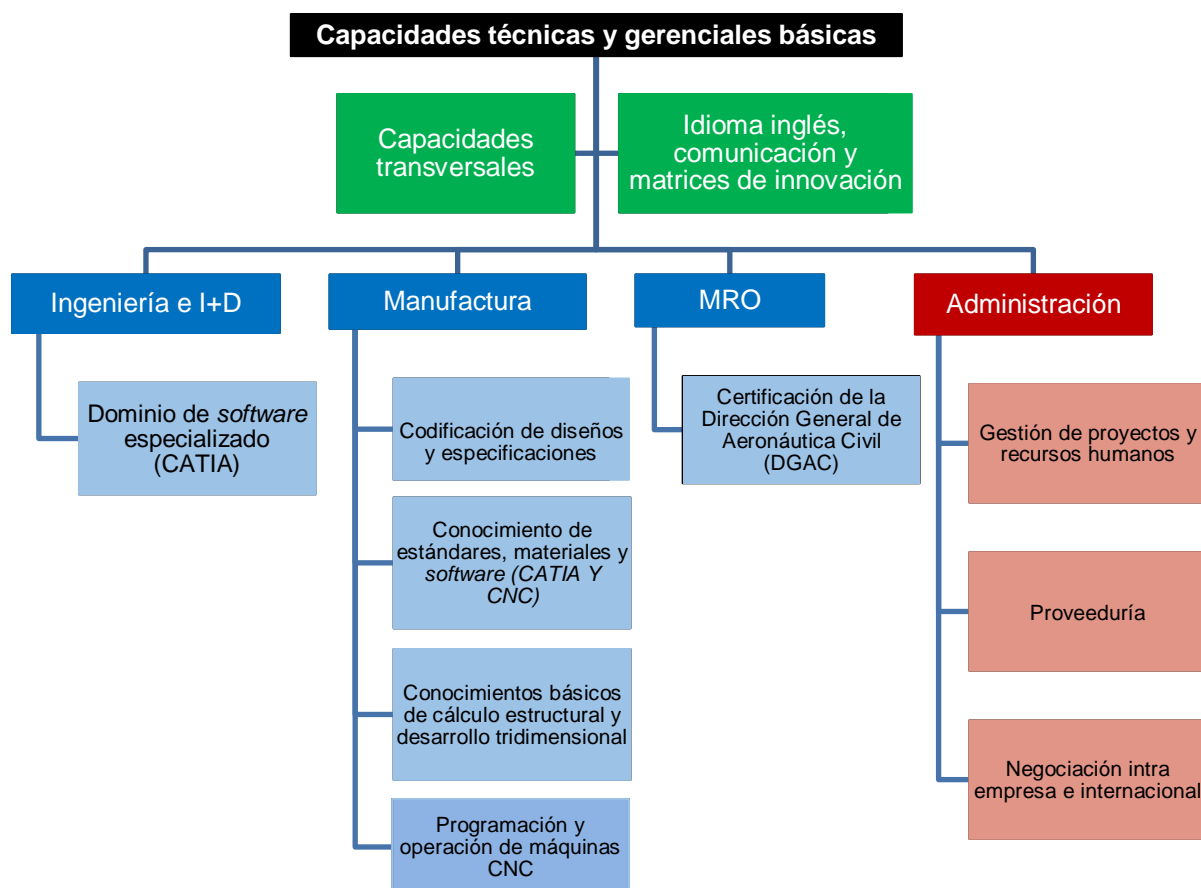 Capacidades técnicas y gerenciales básicas
Capacidades
transversales
Idioma inglés,
comunicación y
matrices de innovación
Ingeniería e I+D
Manufactura
MRO
Administración
Dominio de software
especializado
(CATIA)
Codificación de diseños
y especificaciones
Conocimiento de
estándares, materiales y
software (CATIA Y
CNC)
Conocimientos básicos
de cálculo estructural y
desarrollo tridimensional
Programación y
operación de máquinas
CNC
Certificación de la
Dirección General de
Aeronáutica Civil
(DGAC)
Gestión de proyectos y
recursos humanos
Proveeduría
Negociación intra
empresa e internacional